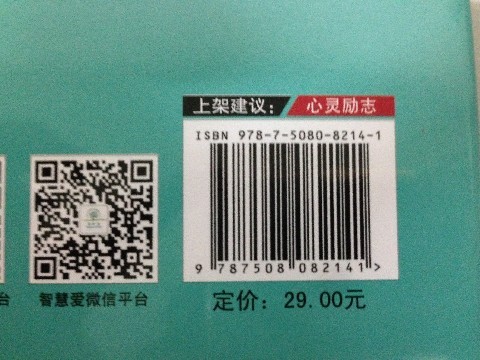 上架建议： 心灵励志
ISBN 978-7-5080-8214-1
9 787508 082141 >
台 智慧爱微信平台
定价：29.00元